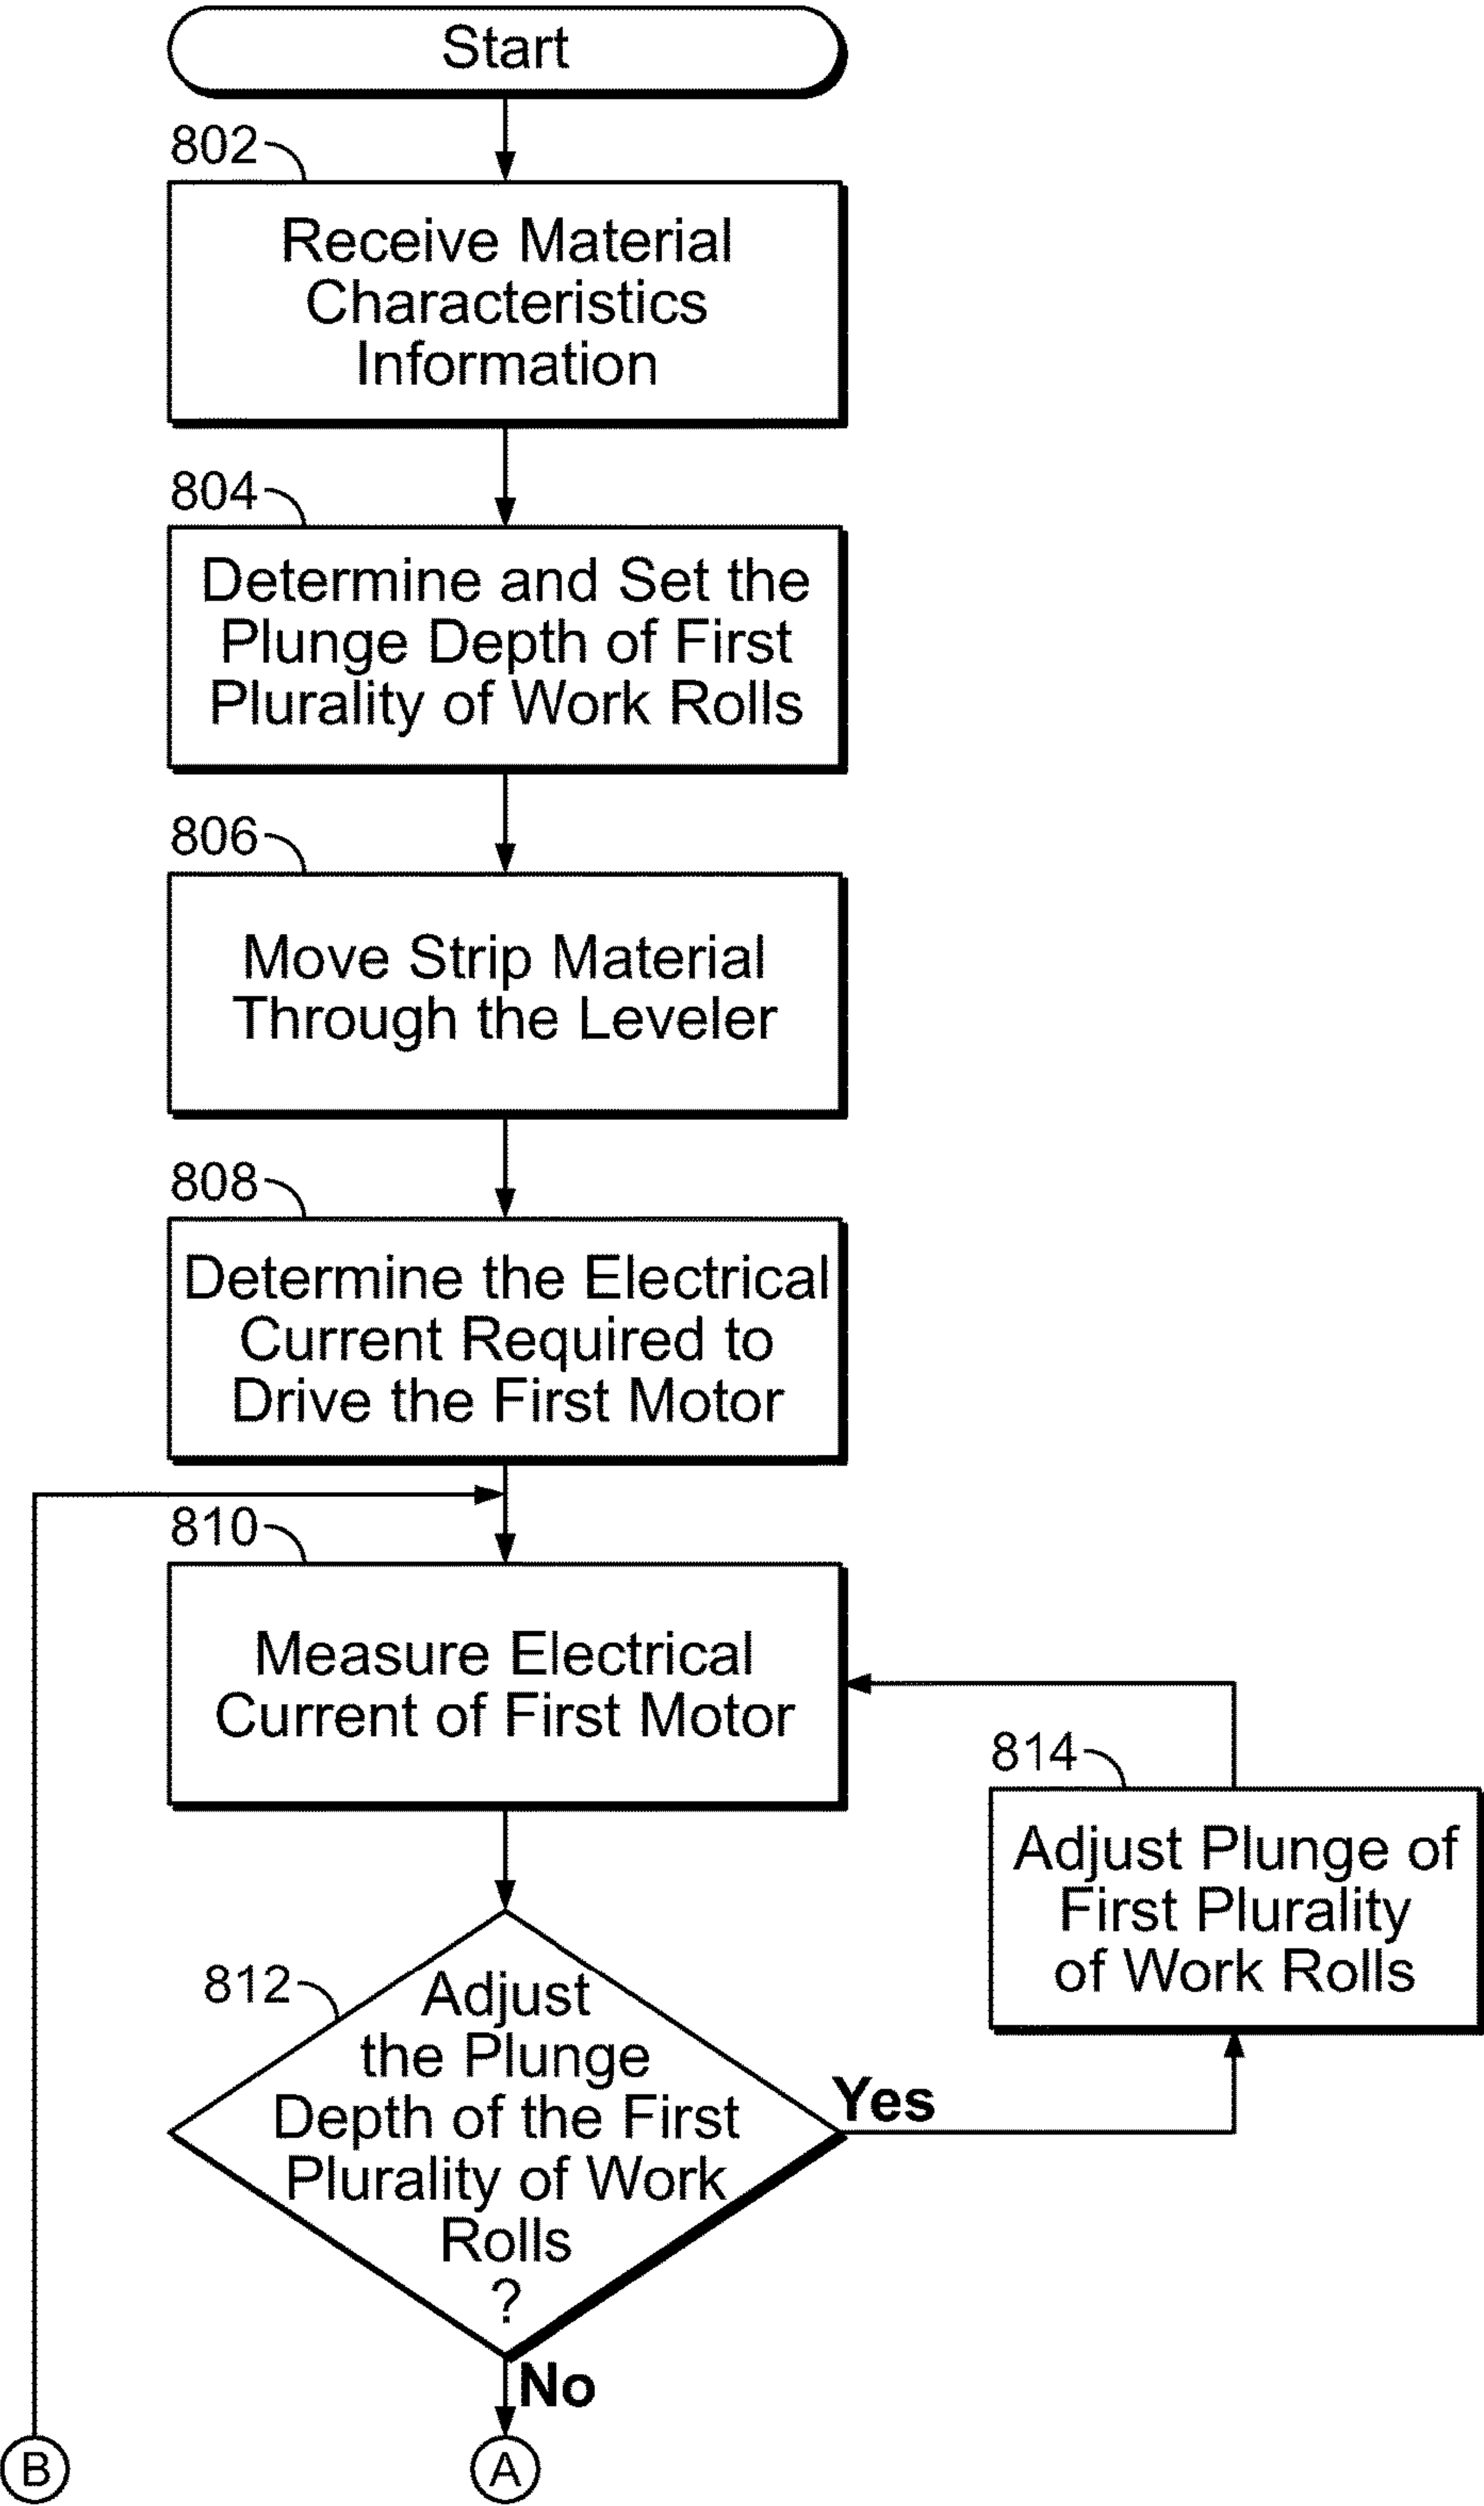 Start
802
Receive Material
Characteristics
Information
804
Determine and Set the
Plunge Depth of First
Plurality of Work Rolls
806
Move Strip Material
Through the Leveler
808
Determine the Electrical
Current Required to
Drive the First Motor
810
Measure Electrical
Current of First Motor
814
Adjust Plunge of
First Plurality
of Work Rolls
812
Adjust
the Plunge
Depth of the First
Plurality of Work
Rolls
?
Yes
No
B
A